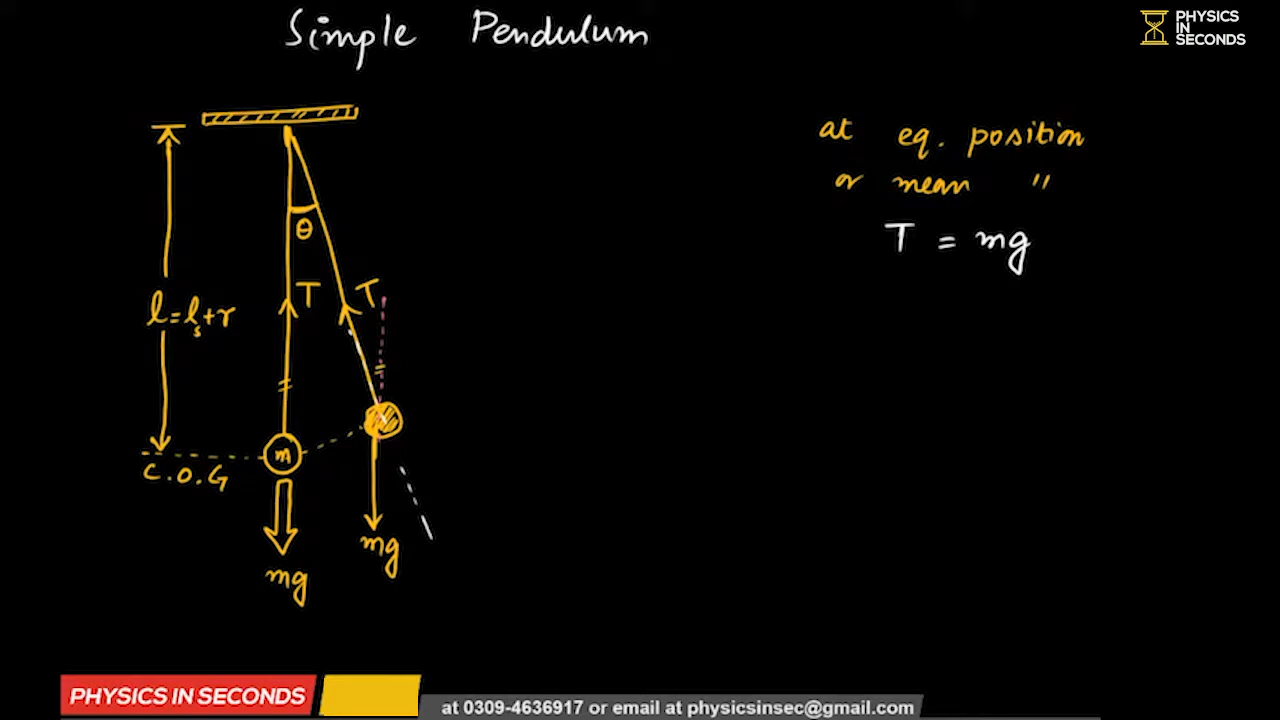 Simple Pendulum
PHYSICS
IN
SECONDS
at eq. position
or mean "
T = mg
θ
T
T
l = ls + r
m
C.O.G
mg
mg
PHYSICS IN SECONDS
at 0309-4636917 or email at physicsinsec@gmail.com